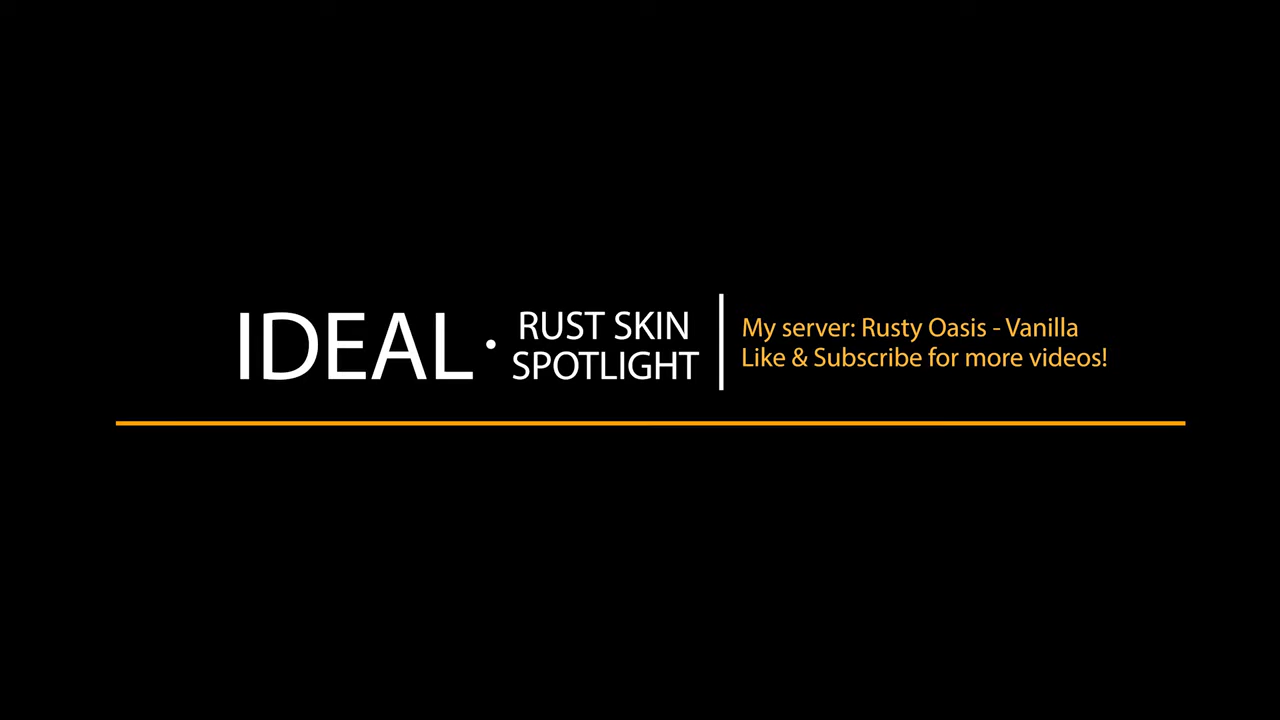 IDEAL ·
RUST SKIN
SPOTLIGHT
My server: Rusty Oasis - Vanilla
Like & Subscribe for more videos!